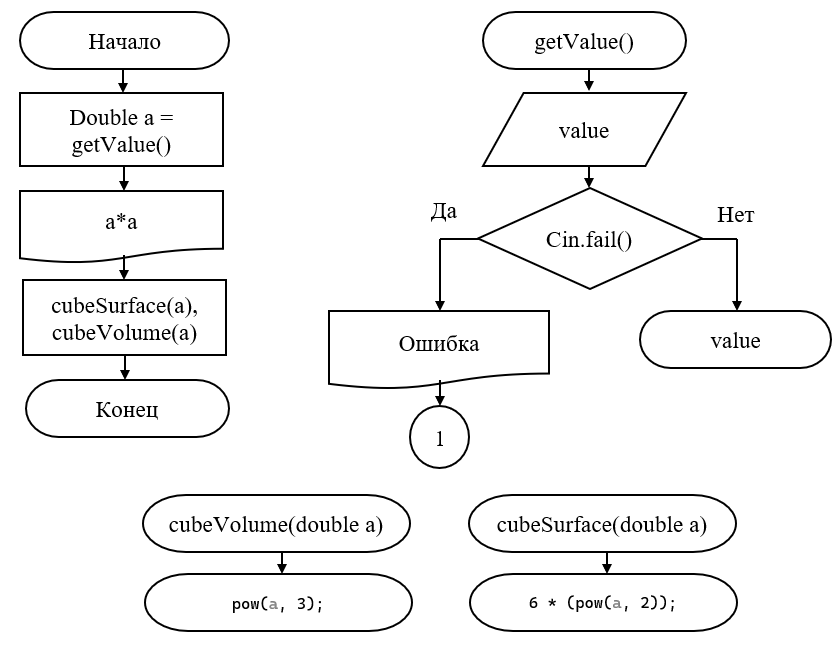 Начало
Double a =
getValue()
a*a
cubeSurface(a),
cubeVolume(a)
Конец
getValue()
value
Cin.fail()
Да
Нет
Ошибка
value
1
cubeVolume(double a)
pow(a, 3);
cubeSurface(double a)
6 * (pow(a, 2));